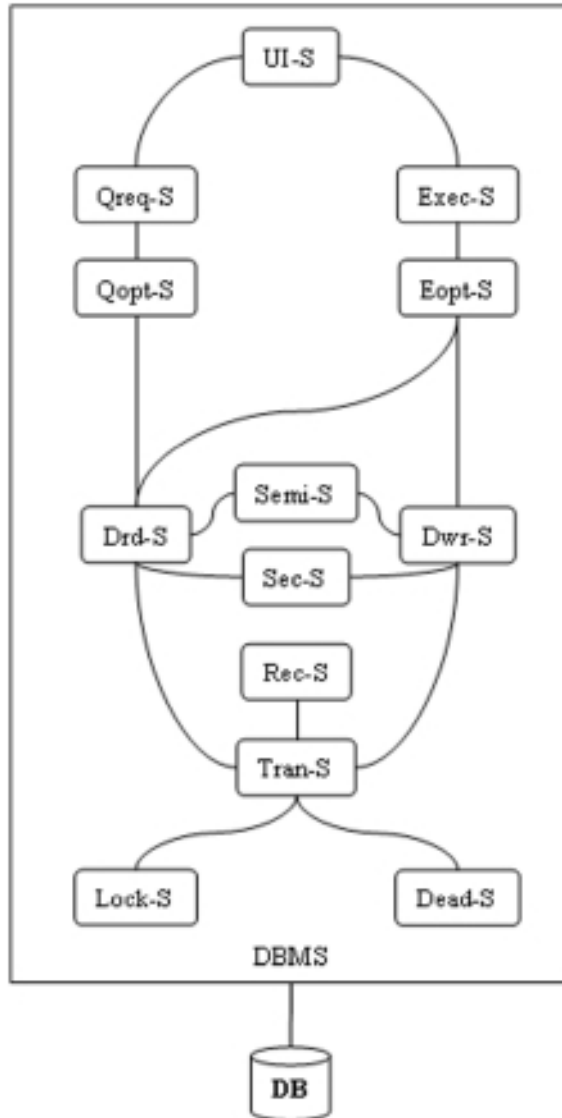 UI-S
Qreq-S
Exec-S
Qopt-S
Eopt-S
Semi-S
Drd-S
Dwr-S
Sec-S
Rec-S
Tran-S
Lock-S
Dead-S
DBMS
DB